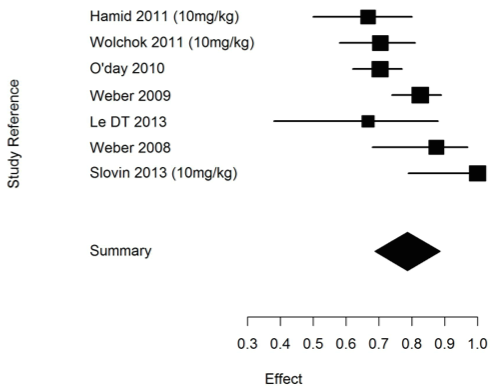 Hamid 2011 (10mg/kg)
Wolchok 2011 (10mg/kg)
O'day 2010
Weber 2009
Le DT 2013
Weber 2008
Slovin 2013 (10mg/kg)
Study Reference
Summary
0.3 0.4 0.5 0.6 0.7 0.8 0.9 1.0
Effect